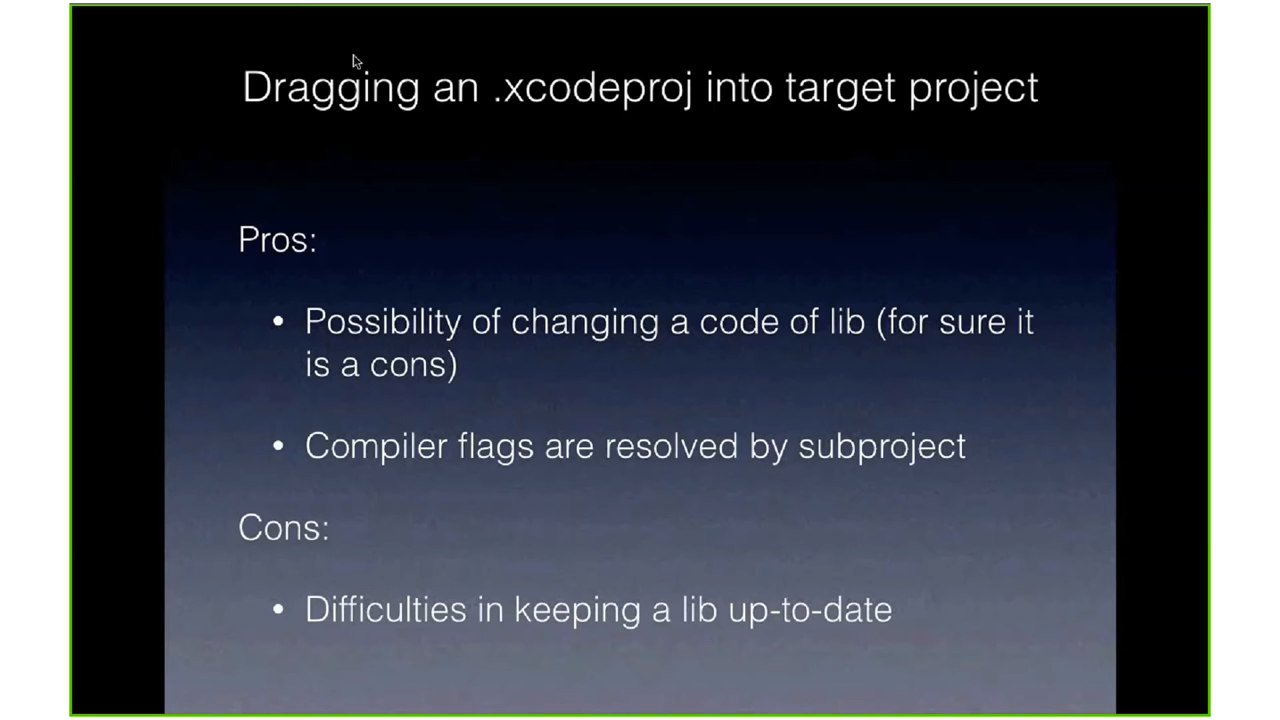 Dragging an .xcodeproj into target project
Pros:
• Possibility of changing a code of lib (for sure it
is a cons)
• Compiler flags are resolved by subproject
Cons:
• Difficulties in keeping a lib up-to-date